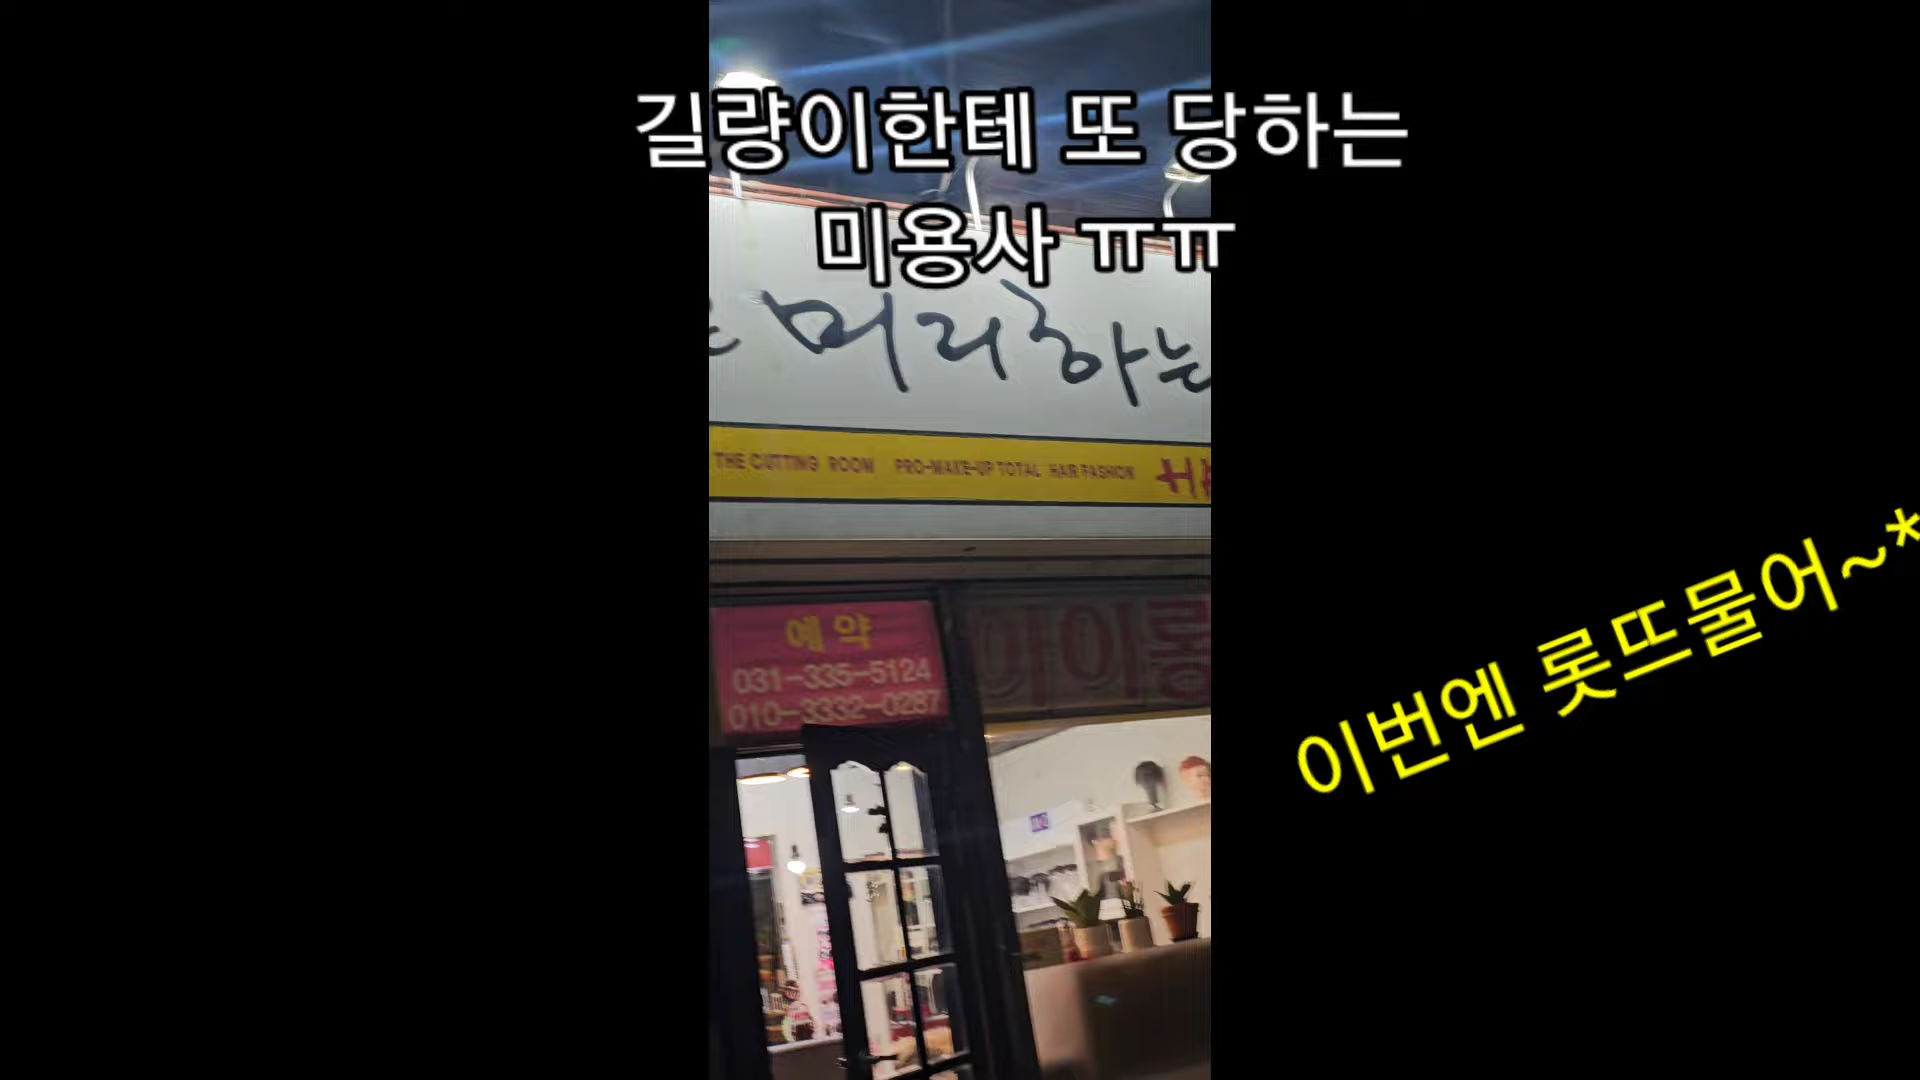 길량이한테 또 당하는
미용사 ㅠㅠ
머리하는
THE CUTTING ROOM PRO-MAKE-UP TOTAL HAIR FASHION
이번엔 롯뜨물어~*
예약
031-335-5124
010-3332-0287